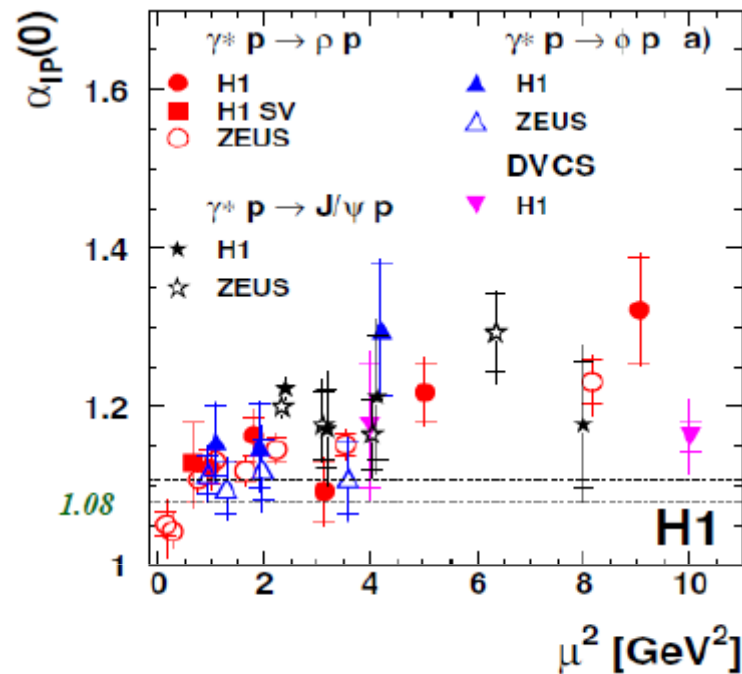 α_IP(0)
γ* p → ρ p
H1
H1 SV
ZEUS
γ* p → J/ψ p
H1
ZEUS
γ* p → ϕ p a)
H1
ZEUS
DVCS
H1
1.6
1.4
1.2
1.08
1
H1
0 2 4 6 8 10
μ² [GeV²]